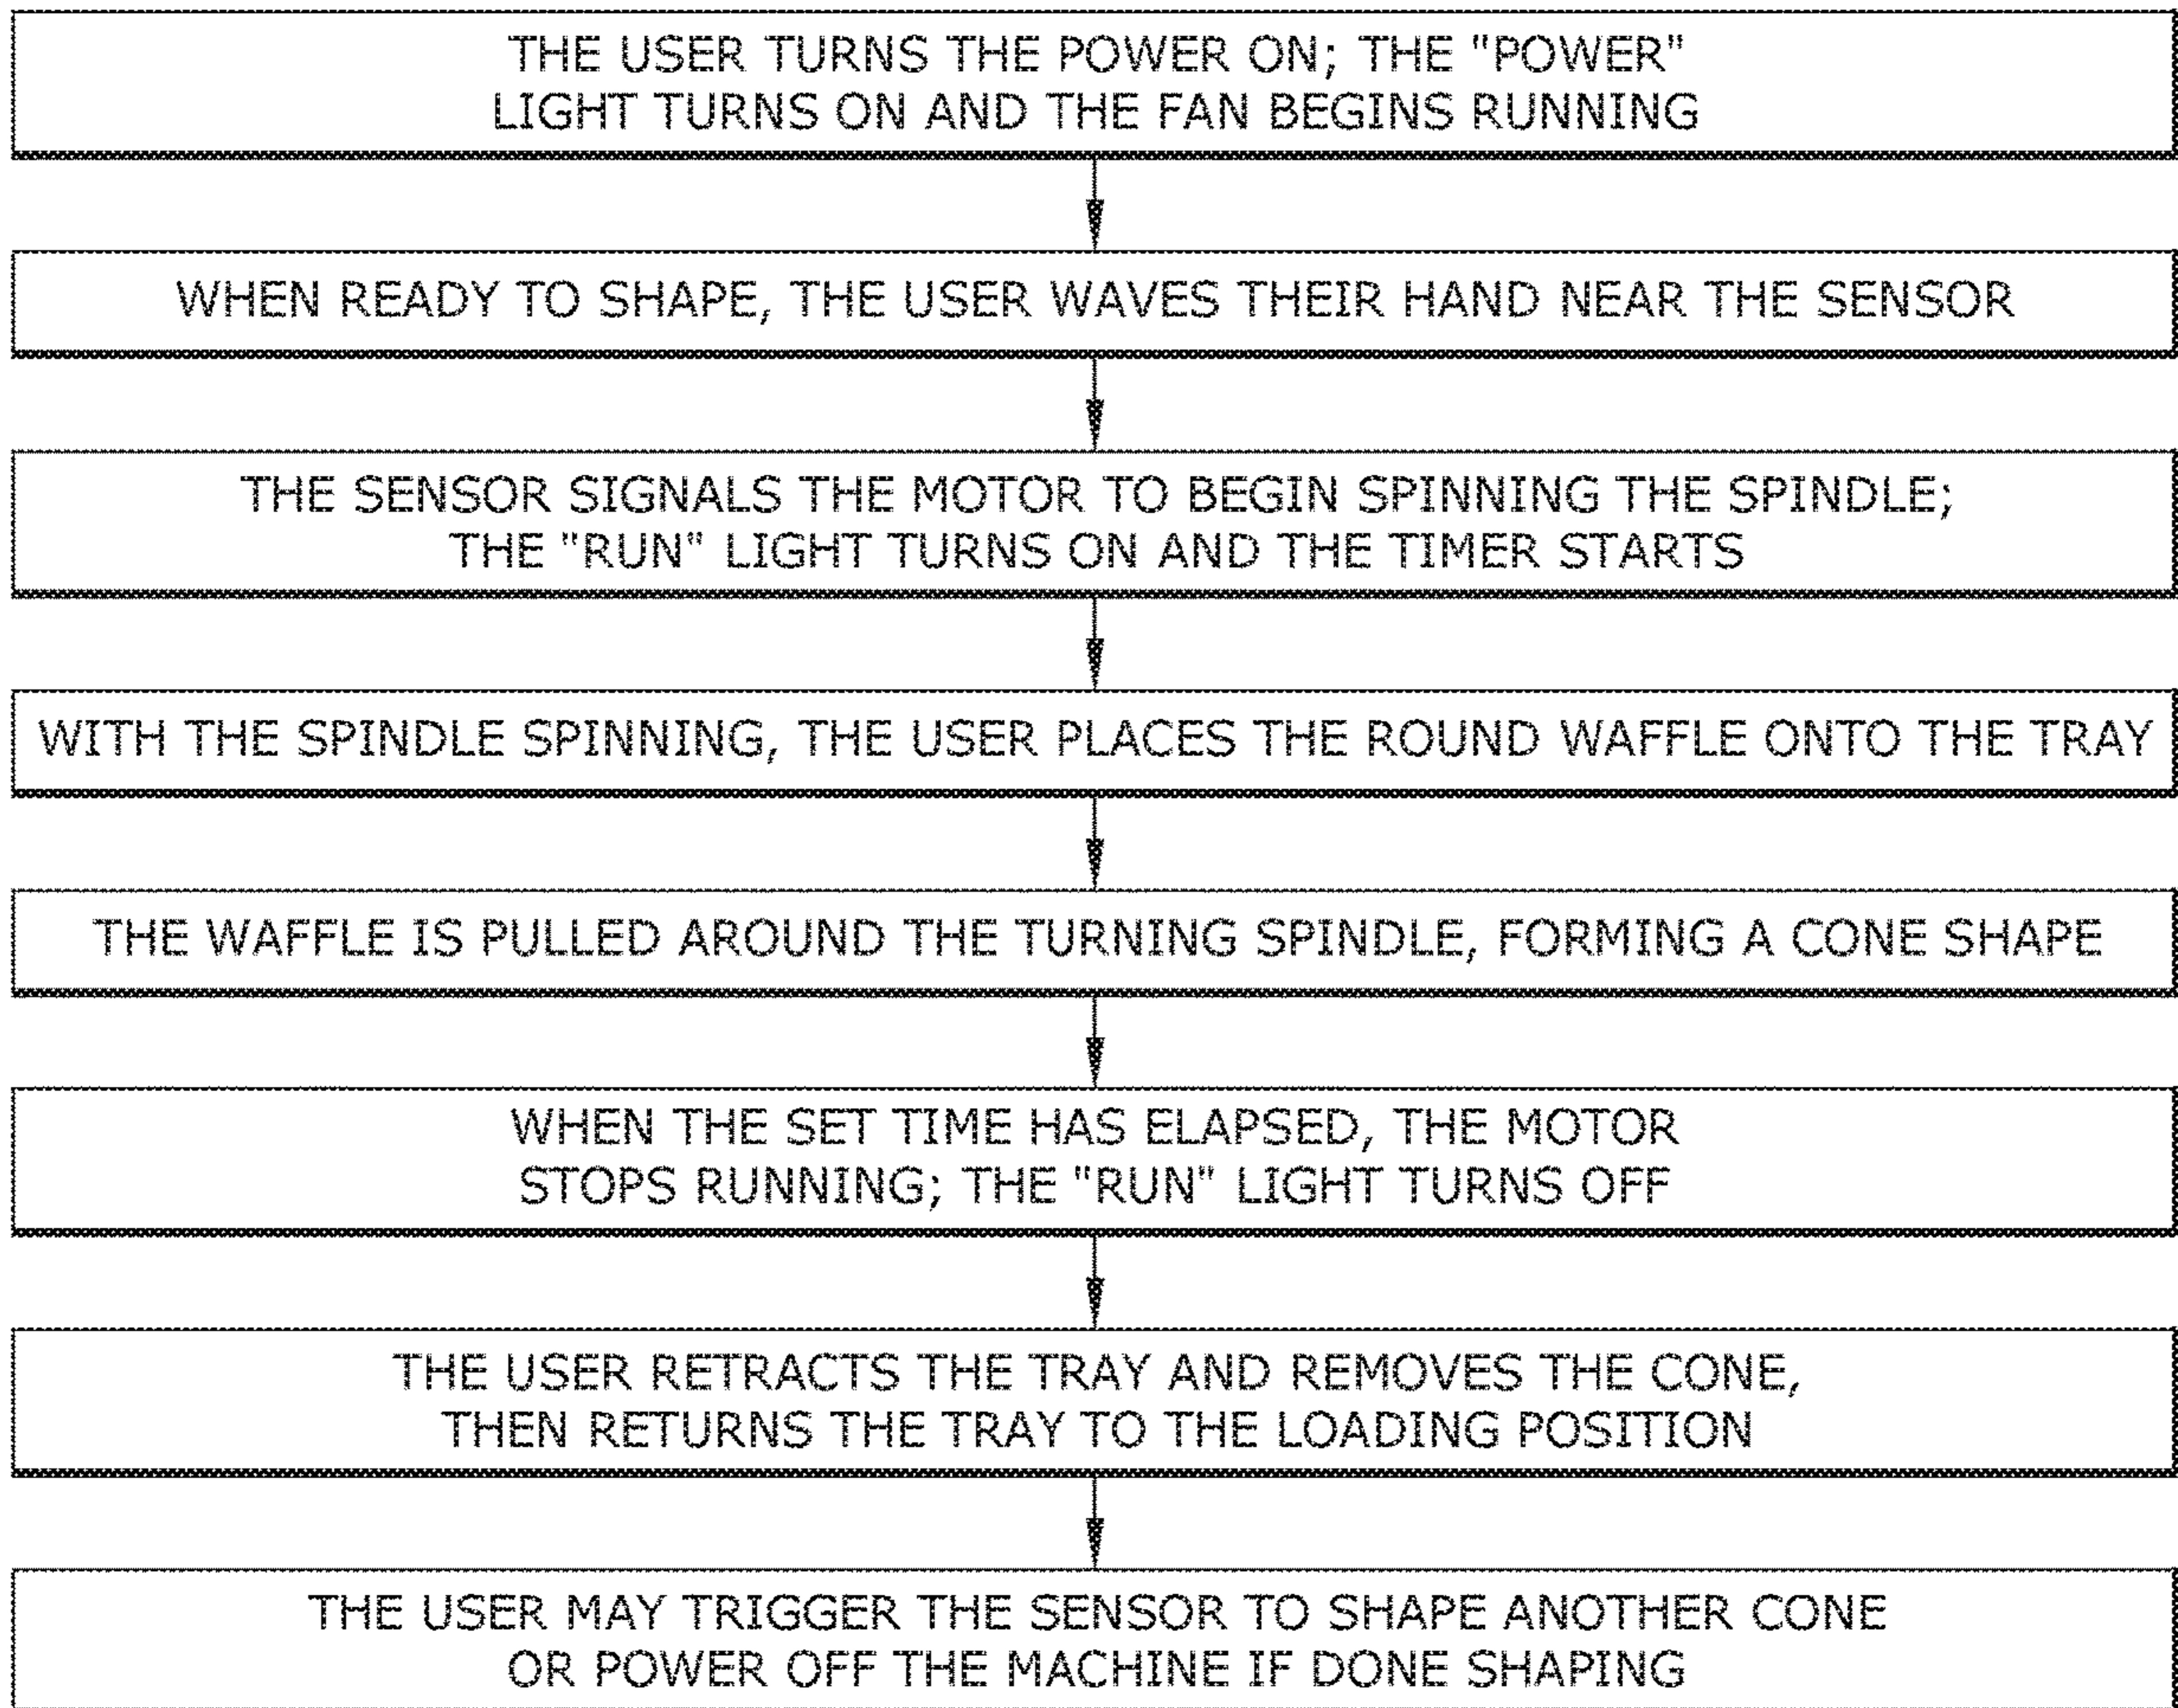 THE USER TURNS THE POWER ON; THE "POWER"
LIGHT TURNS ON AND THE FAN BEGINS RUNNING
WHEN READY TO SHAPE, THE USER WAVES THEIR HAND NEAR THE SENSOR
THE SENSOR SIGNALS THE MOTOR TO BEGIN SPINNING THE SPINDLE;
THE "RUN" LIGHT TURNS ON AND THE TIMER STARTS
WITH THE SPINDLE SPINNING, THE USER PLACES THE ROUND WAFFLE ONTO THE TRAY
THE WAFFLE IS PULLED AROUND THE TURNING SPINDLE, FORMING A CONE SHAPE
WHEN THE SET TIME HAS ELAPSED, THE MOTOR
STOPS RUNNING; THE "RUN" LIGHT TURNS OFF
THE USER RETRACTS THE TRAY AND REMOVES THE CONE,
THEN RETURNS THE TRAY TO THE LOADING POSITION
THE USER MAY TRIGGER THE SENSOR TO SHAPE ANOTHER CONE
OR POWER OFF THE MACHINE IF DONE SHAPING